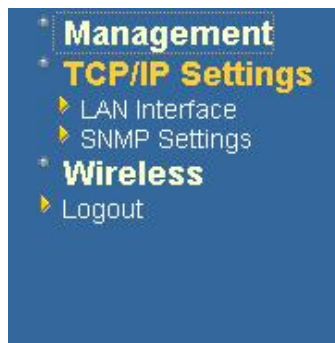 Management
TCP/IP Settings
LAN Interface
SNMP Settings
Wireless
Logout